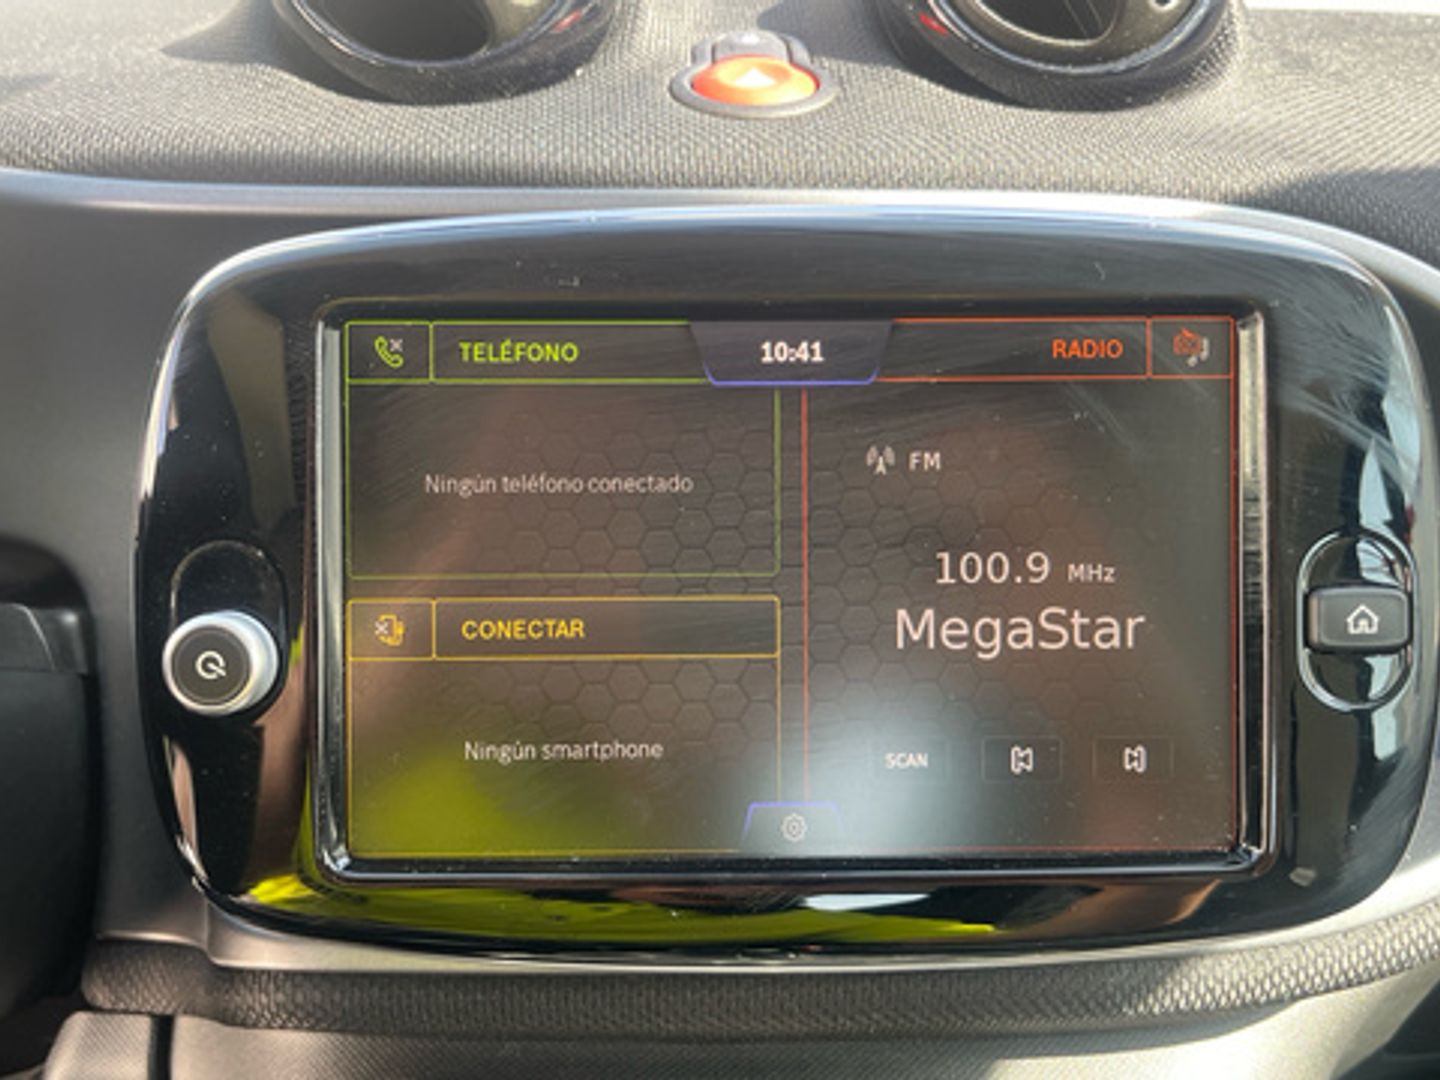 TELÉFONO
10:41
RADIO
Ningún teléfono conectado
FM
100.9 MHz
MegaStar
CONECTAR
Ningún smartphone
SCAN